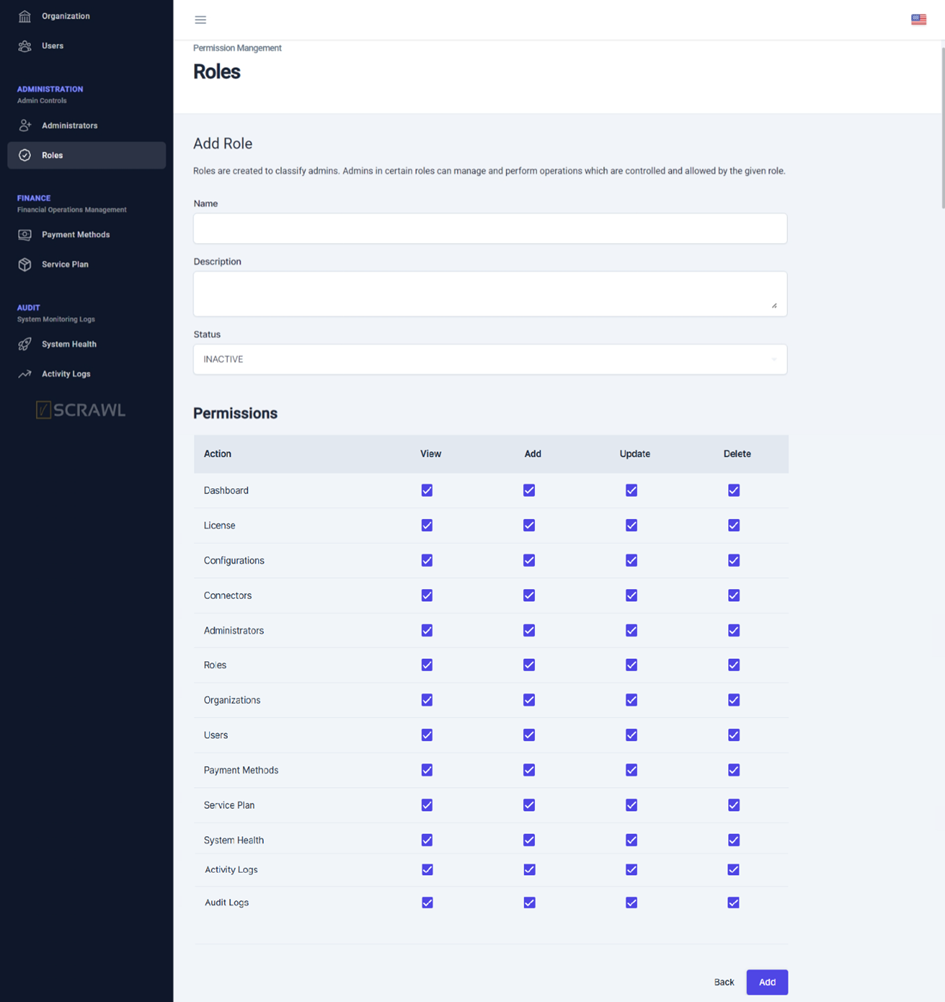 Organization
Users
ADMINISTRATION
Admin Controls
Administrators
Roles
FINANCE
Financial Operations Management
Payment Methods
Service Plan
AUDIT
System Monitoring Logs
System Health
Activity Logs
SCRAWL
Permission Mangement
Roles
Add Role
Roles are created to classify admins. Admins in certain roles can manage and perform operations which are controlled and allowed by the given role.
Name
Description
Status
INACTIVE
Permissions
Action View Add Update Delete
Dashboard
License
Configurations
Connectors
Administrators
Roles
Organizations
Users
Payment Methods
Service Plan
System Health
Activity Logs
Audit Logs
Back Add